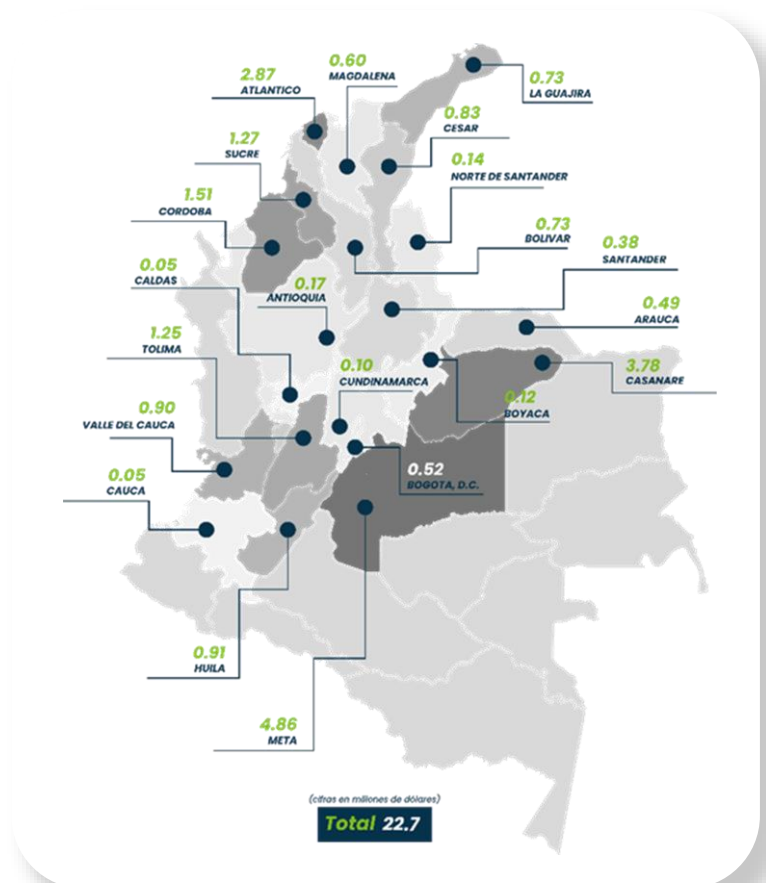 0.60
MAGDALENA
2.87
ATLANTICO
0.73
LA GUAJIRA
0.83
CESAR
1.27
SUCRE
0.14
NORTE DE SANTANDER
1.51
CORDOBA
0.73
BOLIVAR
0.38
SANTANDER
0.05
CALDAS
0.17
ANTIOQUIA
0.49
ARAUCA
1.25
TOLIMA
0.10
CUNDINAMARCA
3.78
CASANARE
0.12
BOYACA
0.90
VALLE DEL CAUCA
0.52
BOGOTA, D.C.
0.05
CAUCA
0.91
HUILA
4.86
META
(cifras en millones de dólares)
Total 22.7